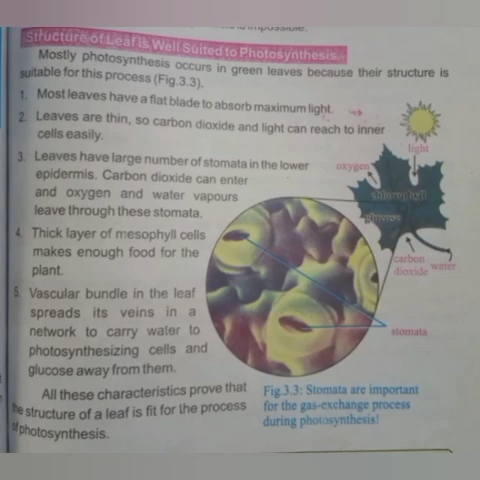 Structure of Leaf is Well Suited to Photosynthesis.
Mostly photosynthesis occurs in green leaves because their structure is
suitable for this process (Fig.3.3).
1. Most leaves have a flat blade to absorb maximum light.
2. Leaves are thin, so carbon dioxide and light can reach to inner
cells easily.
3. Leaves have large number of stomata in the lower
epidermis. Carbon dioxide can enter
and oxygen and water vapours
leave through these stomata.
4. Thick layer of mesophyll cells
makes enough food for the
plant.
5. Vascular bundle in the leaf
spreads its veins in a
network to carry water to
photosynthesizing cells and
glucose away from them.
All these characteristics prove that
the structure of a leaf is fit for the process
of photosynthesis.
light
oxygen
chlorophyll
glucose
carbon
dioxide
water
stomata
Fig.3.3: Stomata are important
for the gas-exchange process
during photosynthesis!